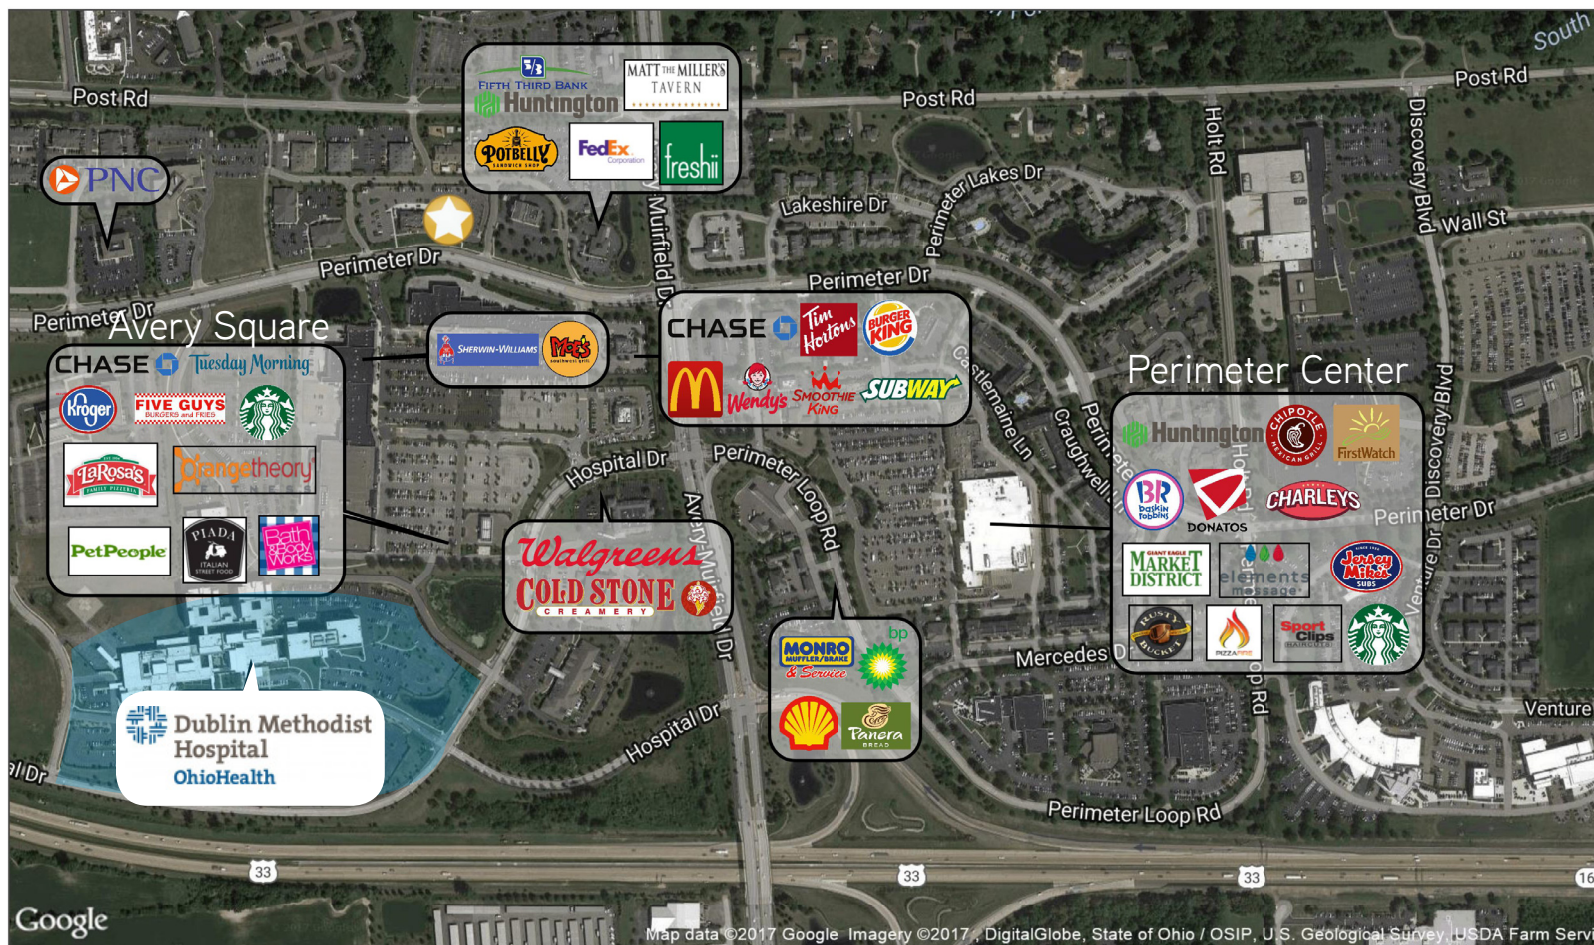 South
Post Rd
Post Rd
Post Rd
FIFTH THIRD BANK
Huntington
MATT THE MILLER'S
TAVERN
POTBELLY
SANDWICH SHOP
FedEx
Corporation
freshii
PNC
Holt Rd
Discovery Blvd
Wall St
Perimeter Lakes Dr
Lakeshire Dr
Perimeter Dr
Perimeter Dr
Perimeter Dr
Avery Square
CHASE
Tuesday Morning
Kroger
FIVE GUYS
BURGERS and FRIES
LaRosa's
FAMILY PIZZERIA
Orangetheory
FITNESS
PetPeople
PIADA
ITALIAN
STREET FOOD
Bath
& Body
Works
SHERWIN-WILLIAMS
MOE'S
southwest grill
CHASE
Tim
Hortons
BURGER
KING
Wendy's
SMOOTHIE
KING
SUBWAY
Castlemaine Ln
Craughwell Ln
Perimeter Center
Huntington
CHIPOTLE
MEXICAN GRILL
FirstWatch
BR
baskin
robbins
DONATOS
CHARLEYS
GIANT EAGLE
MARKET
DISTRICT
elements
massage
SINCE 1956
Jersey
Mike's
SUBS
RUSTY
BUCKET
PIZZAFIRE
Sport
Clips
HAIRCUTS
Discovery Blvd
Perimeter Dr
Venture Dr
Hospital Dr
Perimeter Loop Rd
Avery-Muirfield Dr
Walgreens
COLD STONE
CREAMERY
MONRO
MUFFLER/BRAKE
& Service
bp
Panera
BREAD
Mercedes Dr
Dublin Methodist
Hospital
OhioHealth
Hospital Dr
Venture
al Dr
Perimeter Loop Rd
33
33
33
16
Google
Map data ©2017 Google Imagery ©2017 , DigitalGlobe, State of Ohio / OSIP, U.S. Geological Survey, USDA Farm Serv